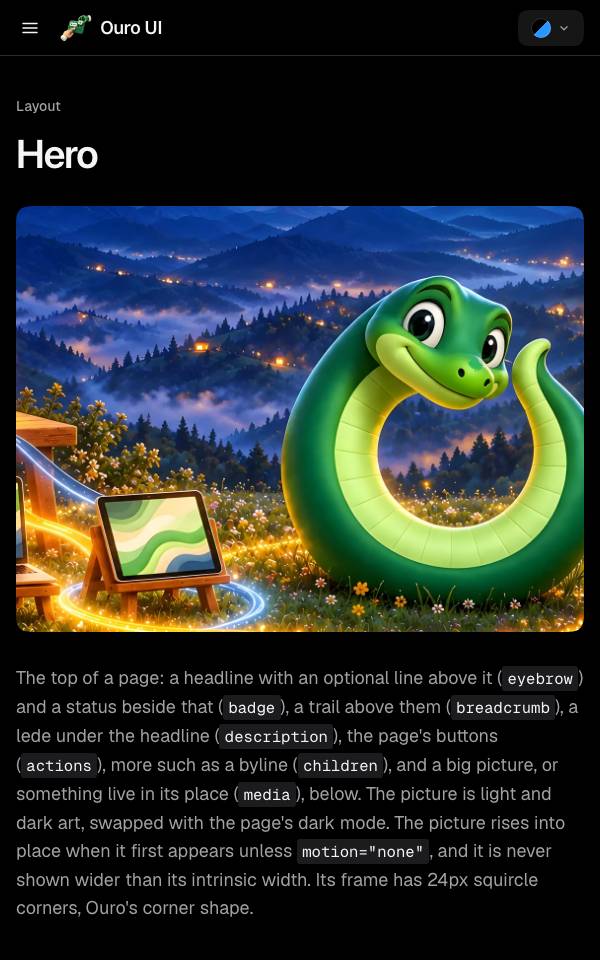 Ouro UI
Layout
Hero
The top of a page: a headline with an optional line above it (eyebrow)
and a status beside that (badge), a trail above them (breadcrumb), a
lede under the headline (description), the page's buttons
(actions), more such as a byline (children), and a big picture, or
something live in its place (media), below. The picture is light and
dark art, swapped with the page's dark mode. The picture rises into
place when it first appears unless motion="none", and it is never
shown wider than its intrinsic width. Its frame has 24px squircle
corners, Ouro's corner shape.